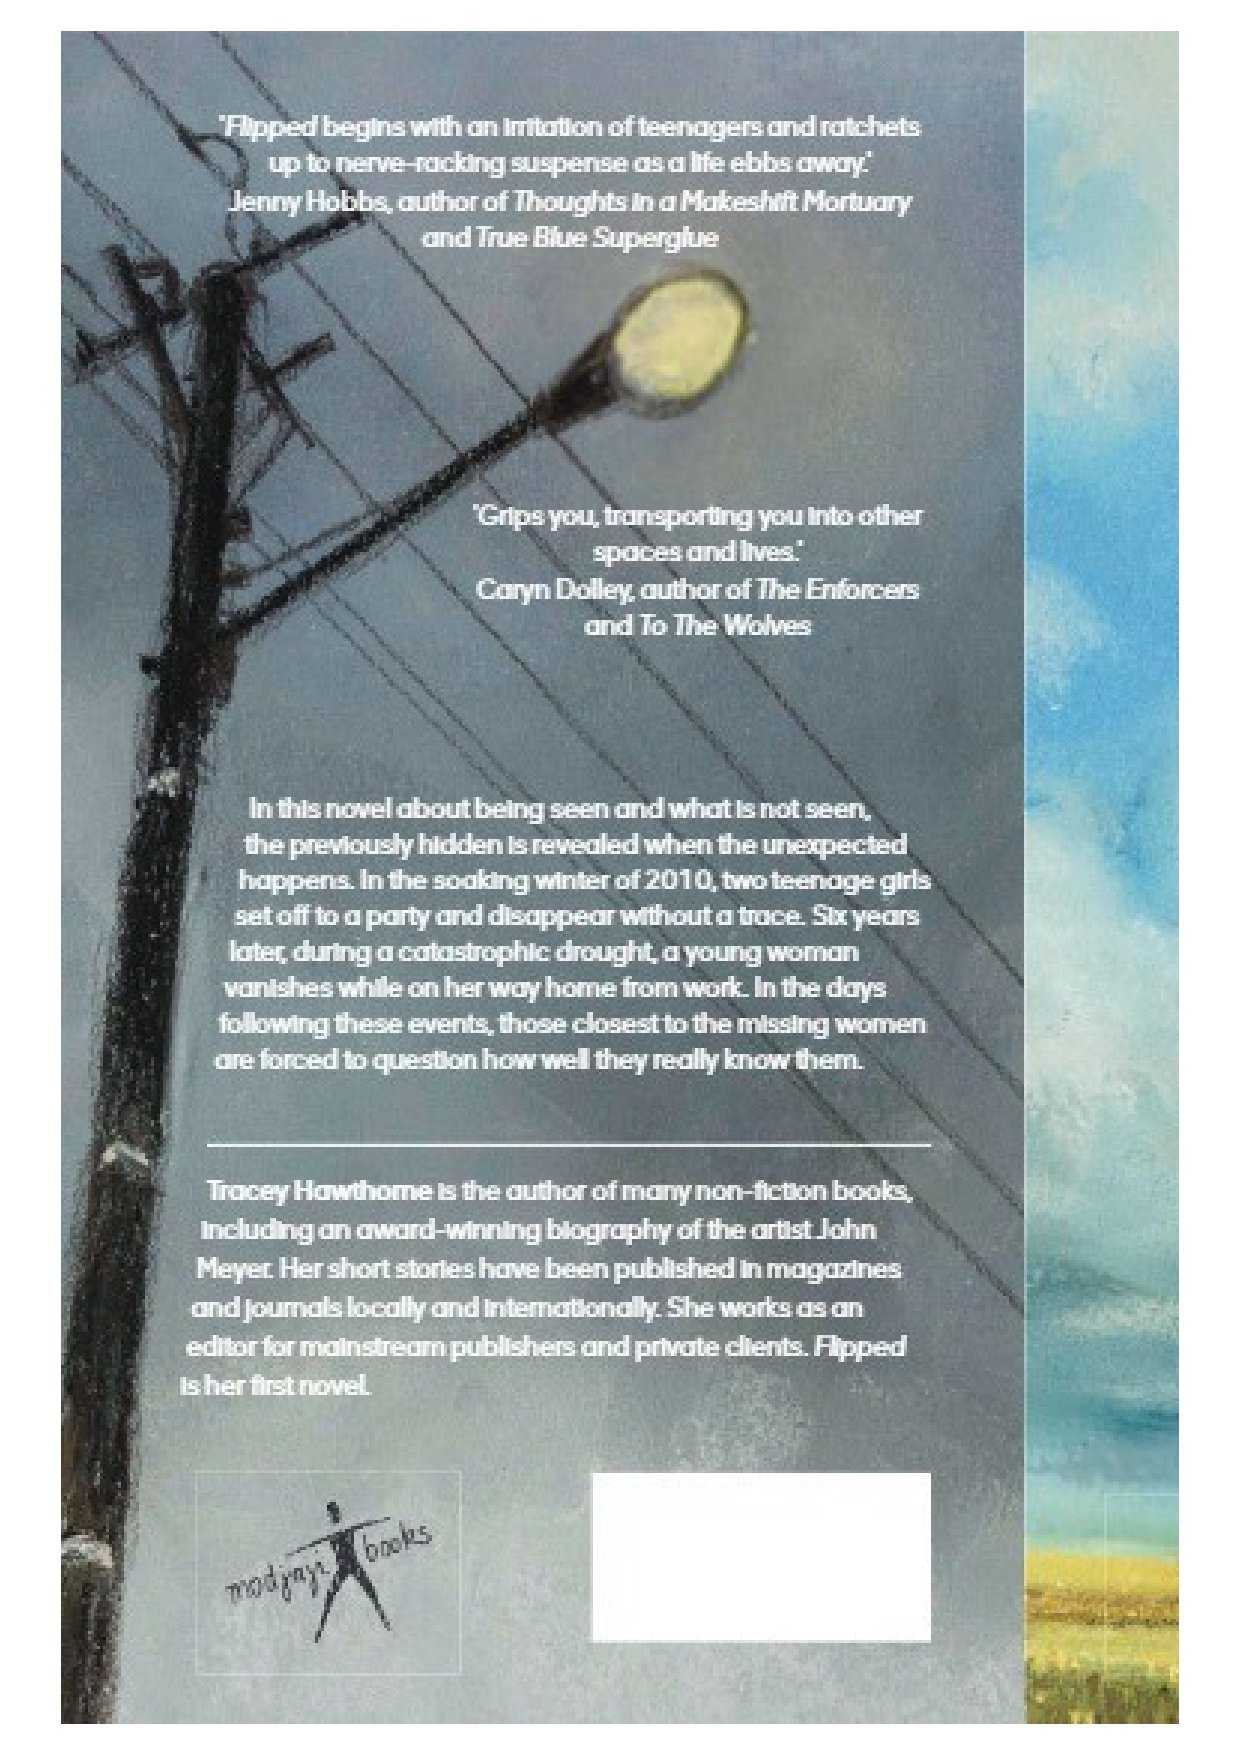 'Flipped begins with an irritation of teenagers and ratchets
up to nerve-racking suspense as a life ebbs away.'
Jenny Hobbs, author of Thoughts in a Makeshift Mortuary
and True Blue Superglue
'Grips you, transporting you into other
spaces and lives.'
Caryn Dolley, author of The Enforcers
and To The Wolves
In this novel about being seen and what is not seen,
the previously hidden is revealed when the unexpected
happens. In the soaking winter of 2010, two teenage girls
set off to a party and disappear without a trace. Six years
later, during a catastrophic drought, a young woman
vanishes while on her way home from work. In the days
following these events, those closest to the missing women
are forced to question how well they really know them.
Tracey Hawthorne is the author of many non-fiction books,
including an award-winning biography of the artist John
Meyer. Her short stories have been published in magazines
and journals locally and internationally. She works as an
editor for mainstream publishers and private clients. Flipped
is her first novel.
modjaji books